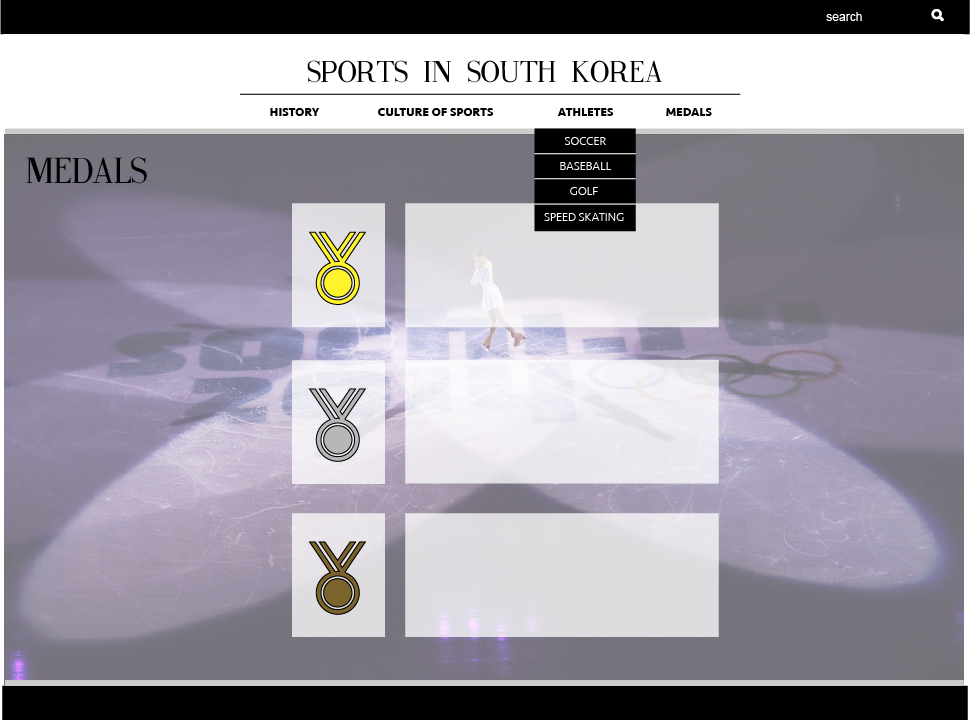 search
SPORTS IN SOUTH KOREA
HISTORY CULTURE OF SPORTS ATHLETES MEDALS
SOCCER
BASEBALL
GOLF
SPEED SKATING
MEDALS